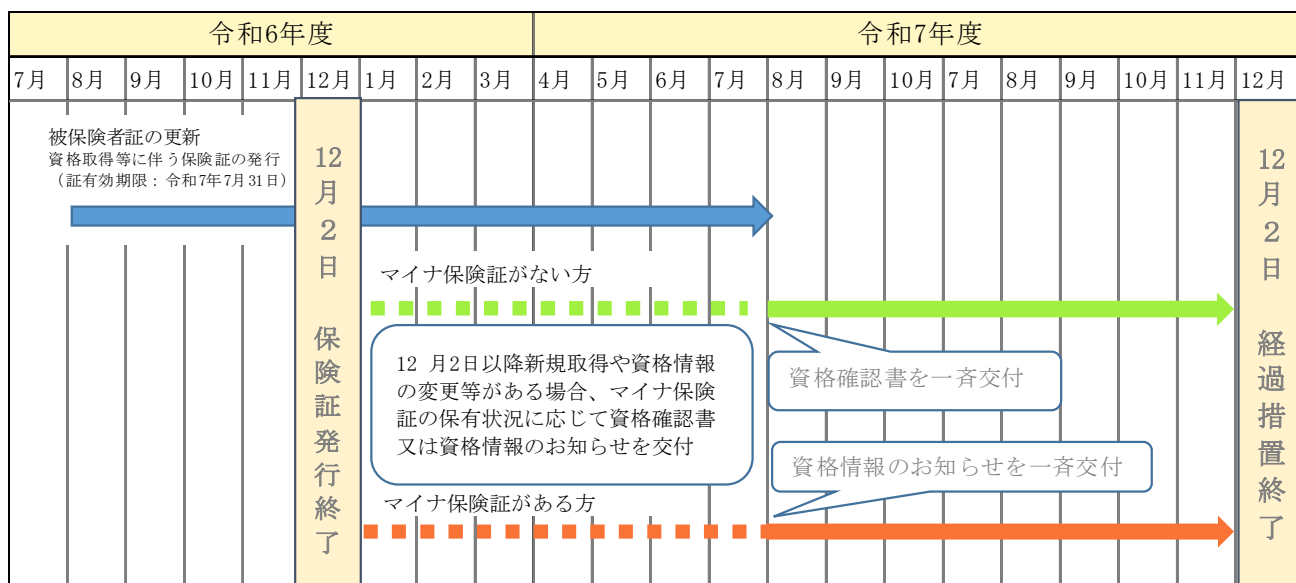 令和6年度
令和7年度
7月 8月 9月 10月 11月 12月 1月 2月 3月 4月 5月 6月 7月 8月 9月 10月 7月 8月 9月 10月 11月 12月
被保険者証の更新
資格取得等に伴う保険証の発行
(証有効期限:令和7年7月31日)
12月2日 保険証発行終了
マイナ保険証がない方
12 月2日以降新規取得や資格情報
の変更等がある場合、マイナ保険
証の保有状況に応じて資格確認書
又は資格情報のお知らせを交付
資格確認書を一斉交付
資格情報のお知らせを一斉交付
マイナ保険証がある方
12月2日 経過措置終了